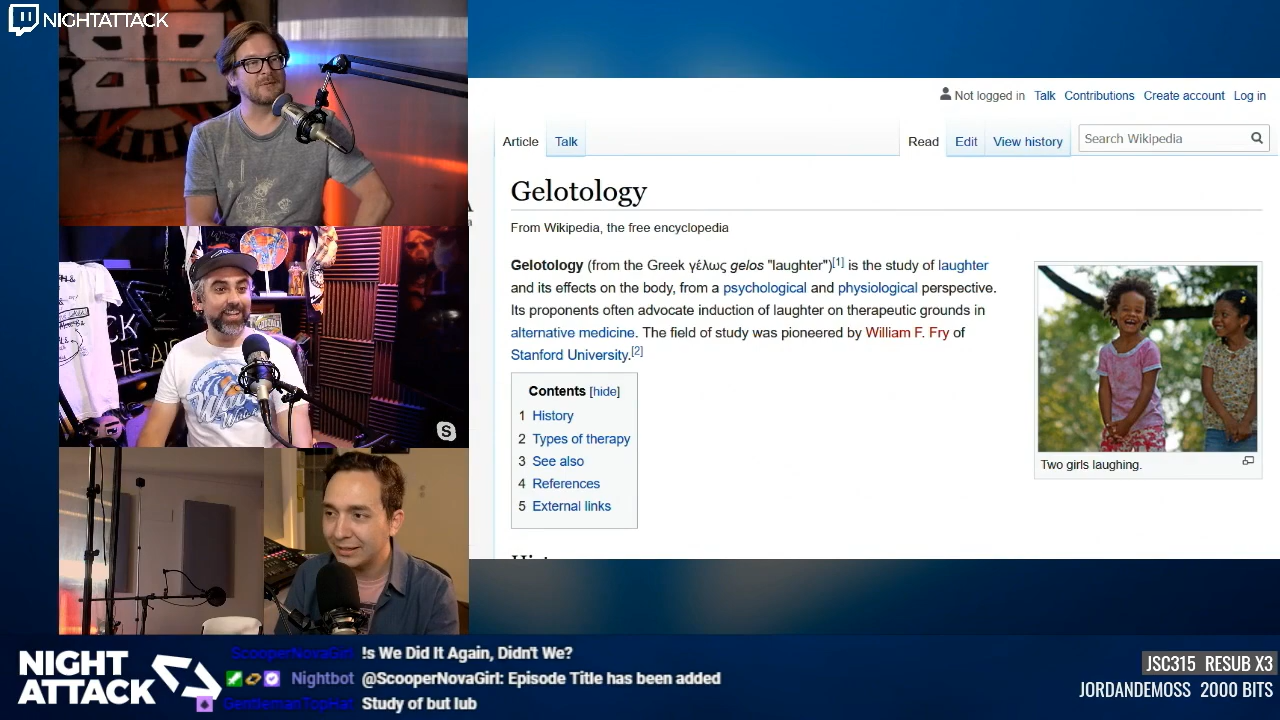 NIGHTATTACK
Not logged in Talk Contributions Create account Log in
Article Talk Read Edit View history Search Wikipedia
Gelotology
From Wikipedia, the free encyclopedia
Gelotology (from the Greek γέλως gelos "laughter")[1] is the study of laughter
and its effects on the body, from a psychological and physiological perspective.
Its proponents often advocate induction of laughter on therapeutic grounds in
alternative medicine. The field of study was pioneered by William F. Fry of
Stanford University.[2]
Contents [hide]
1 History
2 Types of therapy
3 See also
4 References
5 External links
Two girls laughing.
NIGHT
ATTACK
ScooperNovaGirl !s We Did It Again, Didn't We?
Nightbot @ScooperNovaGirl: Episode Title has been added
GentlemanTopHat Study of but lub
JSC315 RESUB X3
JORDANDEMOSS 2000 BITS